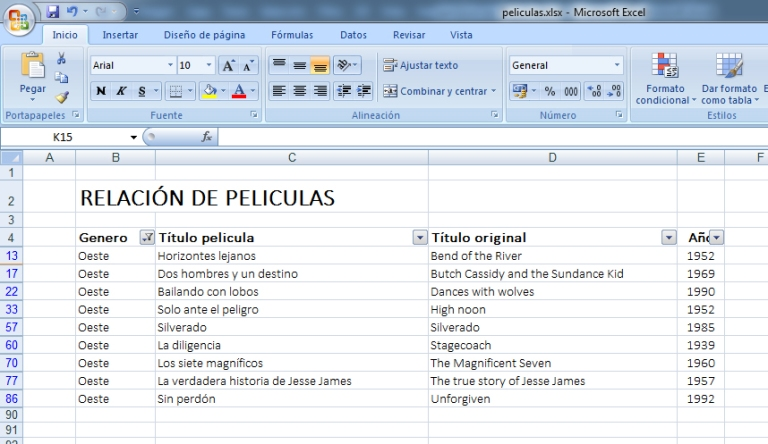 peliculas.xlsx - Microsoft Excel
Inicio Insertar Diseño de página Fórmulas Datos Revisar Vista
Arial 10 A A Ajustar texto General Formato condicional Dar formato como tabla
Pegar N K S A Combinar y centrar % 000
Portapapeles Fuente Alineación Número Estilos
K15 fx
A B C D E F
1
2 RELACIÓN DE PELICULAS
3
4 Genero Título pelicula Título original Año
13 Oeste Horizontes lejanos Bend of the River 1952
17 Oeste Dos hombres y un destino Butch Cassidy and the Sundance Kid 1969
22 Oeste Bailando con lobos Dances with wolves 1990
33 Oeste Solo ante el peligro High noon 1952
57 Oeste Silverado Silverado 1985
60 Oeste La diligencia Stagecoach 1939
70 Oeste Los siete magníficos The Magnificent Seven 1960
77 Oeste La verdadera historia de Jesse James The true story of Jesse James 1957
86 Oeste Sin perdón Unforgiven 1992
90
91